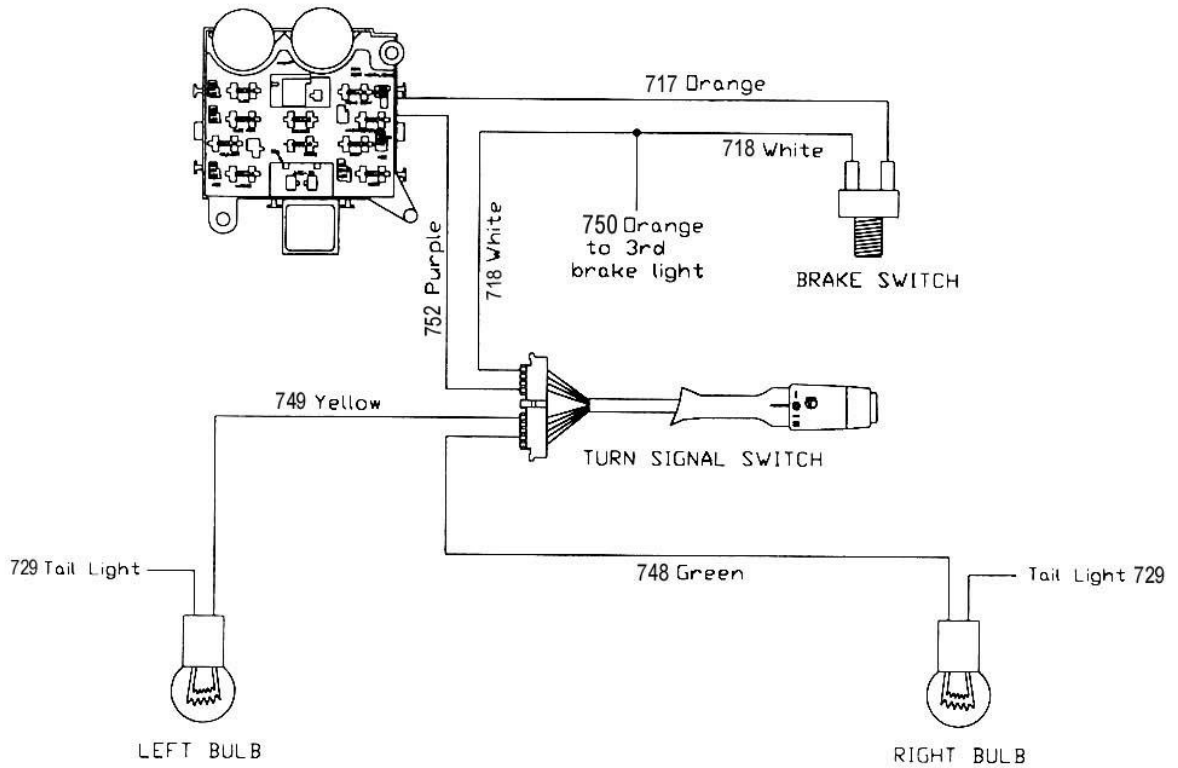 717 Orange
718 White
718 White
750 Orange
to 3rd
brake light
BRAKE SWITCH
752 Purple
749 Yellow
TURN SIGNAL SWITCH
729 Tail Light
748 Green
Tail Light 729
LEFT BULB
RIGHT BULB